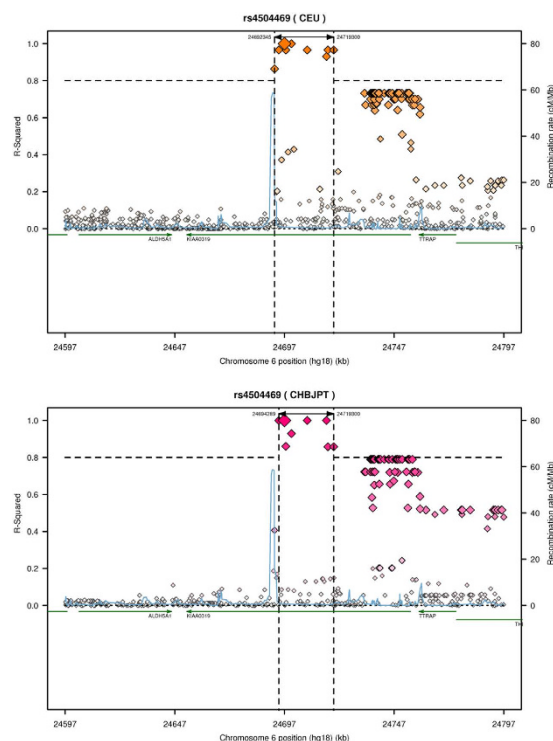 rs4504469 ( CEU )
24692345 24719300
1.0 80
0.8
60
0.6
R-Squared
40
0.4
20
0.2
0.0 0
Recombination rate (cM/Mb)
ALDH5A1 KIAA0319 TTRAP
24597 24647 24697 24747 24797
Chromosome 6 position (hg18) (kb)
rs4504469 ( CHBJPT )
24694289 24719300
1.0 80
0.8
60
0.6
R-Squared
40
0.4
20
0.2
0.0 0
Recombination rate (cM/Mb)
ALDH5A1 KIAA0319 TTRAP
24597 24647 24697 24747 24797
Chromosome 6 position (hg18) (kb)